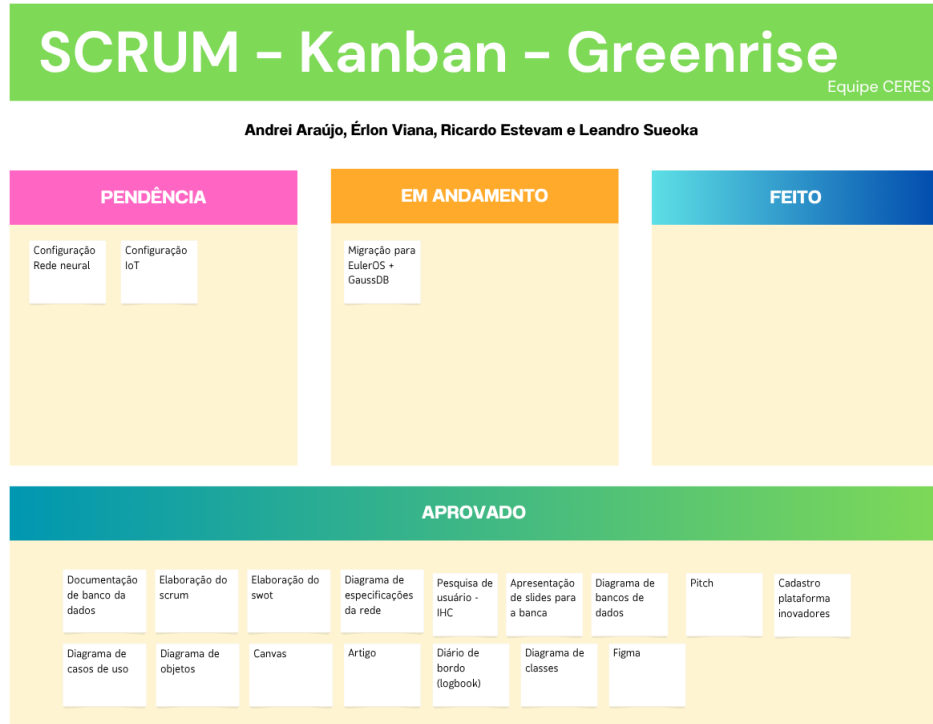 SCRUM - Kanban - Greenrise
Equipe CERES
Andrei Araújo, Érlon Viana, Ricardo Estevam e Leandro Sueoka
PENDÊNCIA
Configuração
Rede neural
Configuração
IoT
EM ANDAMENTO
Migração para
EulerOS +
GaussDB
FEITO
APROVADO
Documentação
de banco da
dados
Elaboração do
scrum
Elaboração do
swot
Diagrama de
especificações
da rede
Pesquisa de
usuário -
IHC
Apresentação
de slides para
a banca
Diagrama de
bancos de
dados
Pitch
Cadastro
plataforma
inovadores
Diagrama de
casos de uso
Diagrama de
objetos
Canvas
Artigo
Diário de
bordo
(logbook)
Diagrama de
classes
Figma